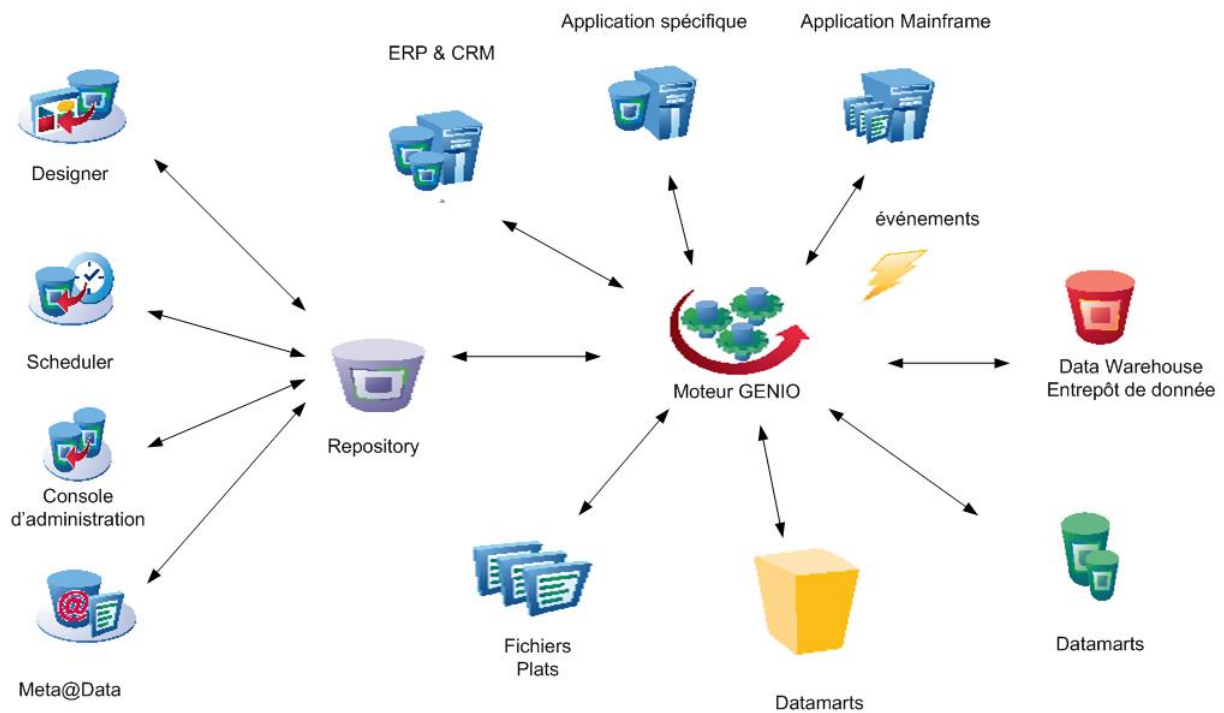 Application spécifique
Application Mainframe
ERP & CRM
Designer
événements
Scheduler
Moteur GENIO
Data Warehouse
Entrepôt de donnée
Repository
Console
d'administration
Fichiers
Plats
Datamarts
Meta@Data
Datamarts